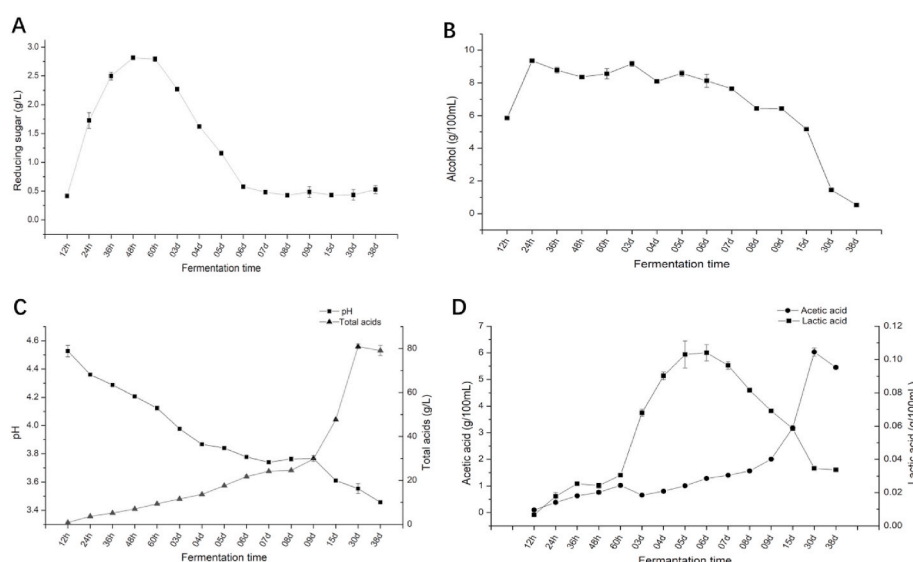 A
Reducing sugar (g/L)
3.0
2.5
2.0
1.5
1.0
0.5
0.0
12h 24h 36h 48h 60h 03d 04d 05d 06d 07d 08d 09d 15d 30d 38d
Fermentation time
B
Alcohol (g/100mL)
10
8
6
4
2
0
12h 24h 36h 48h 60h 03d 04d 05d 06d 07d 08d 09d 15d 30d 38d
Fermentation time
C
pH
Total acids
pH
4.6
4.4
4.2
4.0
3.8
3.6
3.4
80
60
40
20
0
Total acids (g/L)
12h 24h 36h 48h 60h 03d 04d 05d 06d 07d 08d 09d 15d 30d 38d
Fermentation time
D
Acetic acid
Lactic acid
Acetic acid (g/100mL)
7
6
5
4
3
2
1
0
0.12
0.10
0.08
0.06
0.04
0.02
0.00
Lactic acid (g/100mL)
12h 24h 36h 48h 60h 03d 04d 05d 06d 07d 08d 09d 15d 30d 38d
Fermantation time